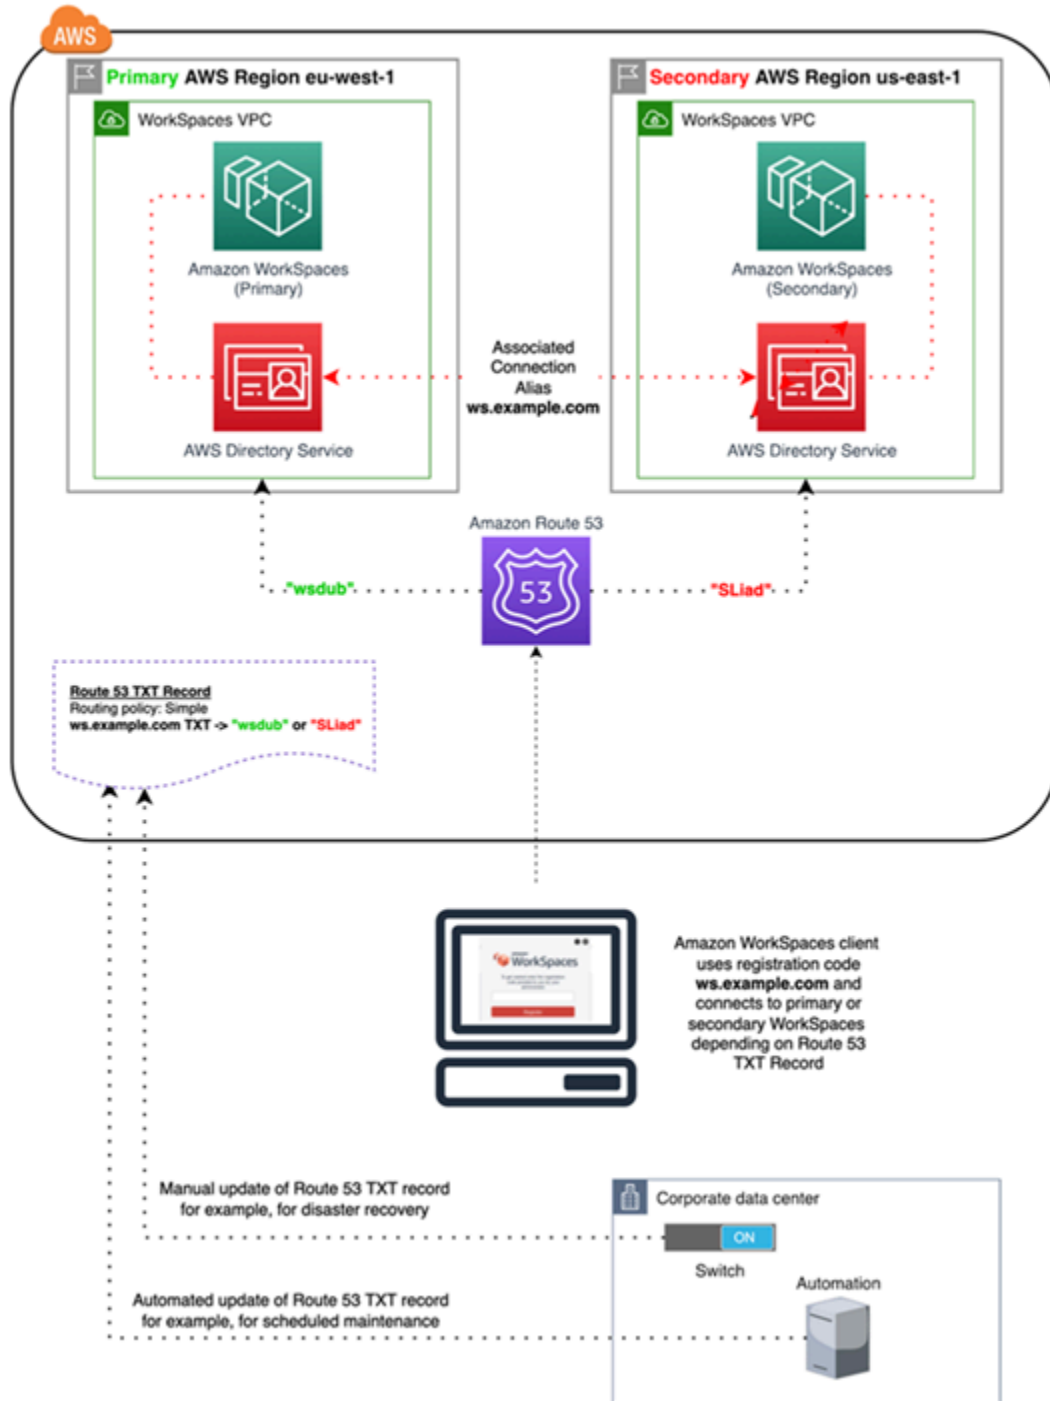 AWS
Primary AWS Region eu-west-1
Secondary AWS Region us-east-1
WorkSpaces VPC
WorkSpaces VPC
Amazon WorkSpaces
(Primary)
Amazon WorkSpaces
(Secondary)
Associated
Connection
Alias
ws.example.com
AWS Directory Service
AWS Directory Service
Amazon Route 53
"wsdub"
53
"SLiad"
Route 53 TXT Record
Routing policy: Simple
ws.example.com TXT -> "wsdub" or "SLiad"
WorkSpaces
Register
Amazon WorkSpaces client
uses registration code
ws.example.com and
connects to primary or
secondary WorkSpaces
depending on Route 53
TXT Record
Manual update of Route 53 TXT record
for example, for disaster recovery
Corporate data center
ON
Switch
Automation
Automated update of Route 53 TXT record
for example, for scheduled maintenance